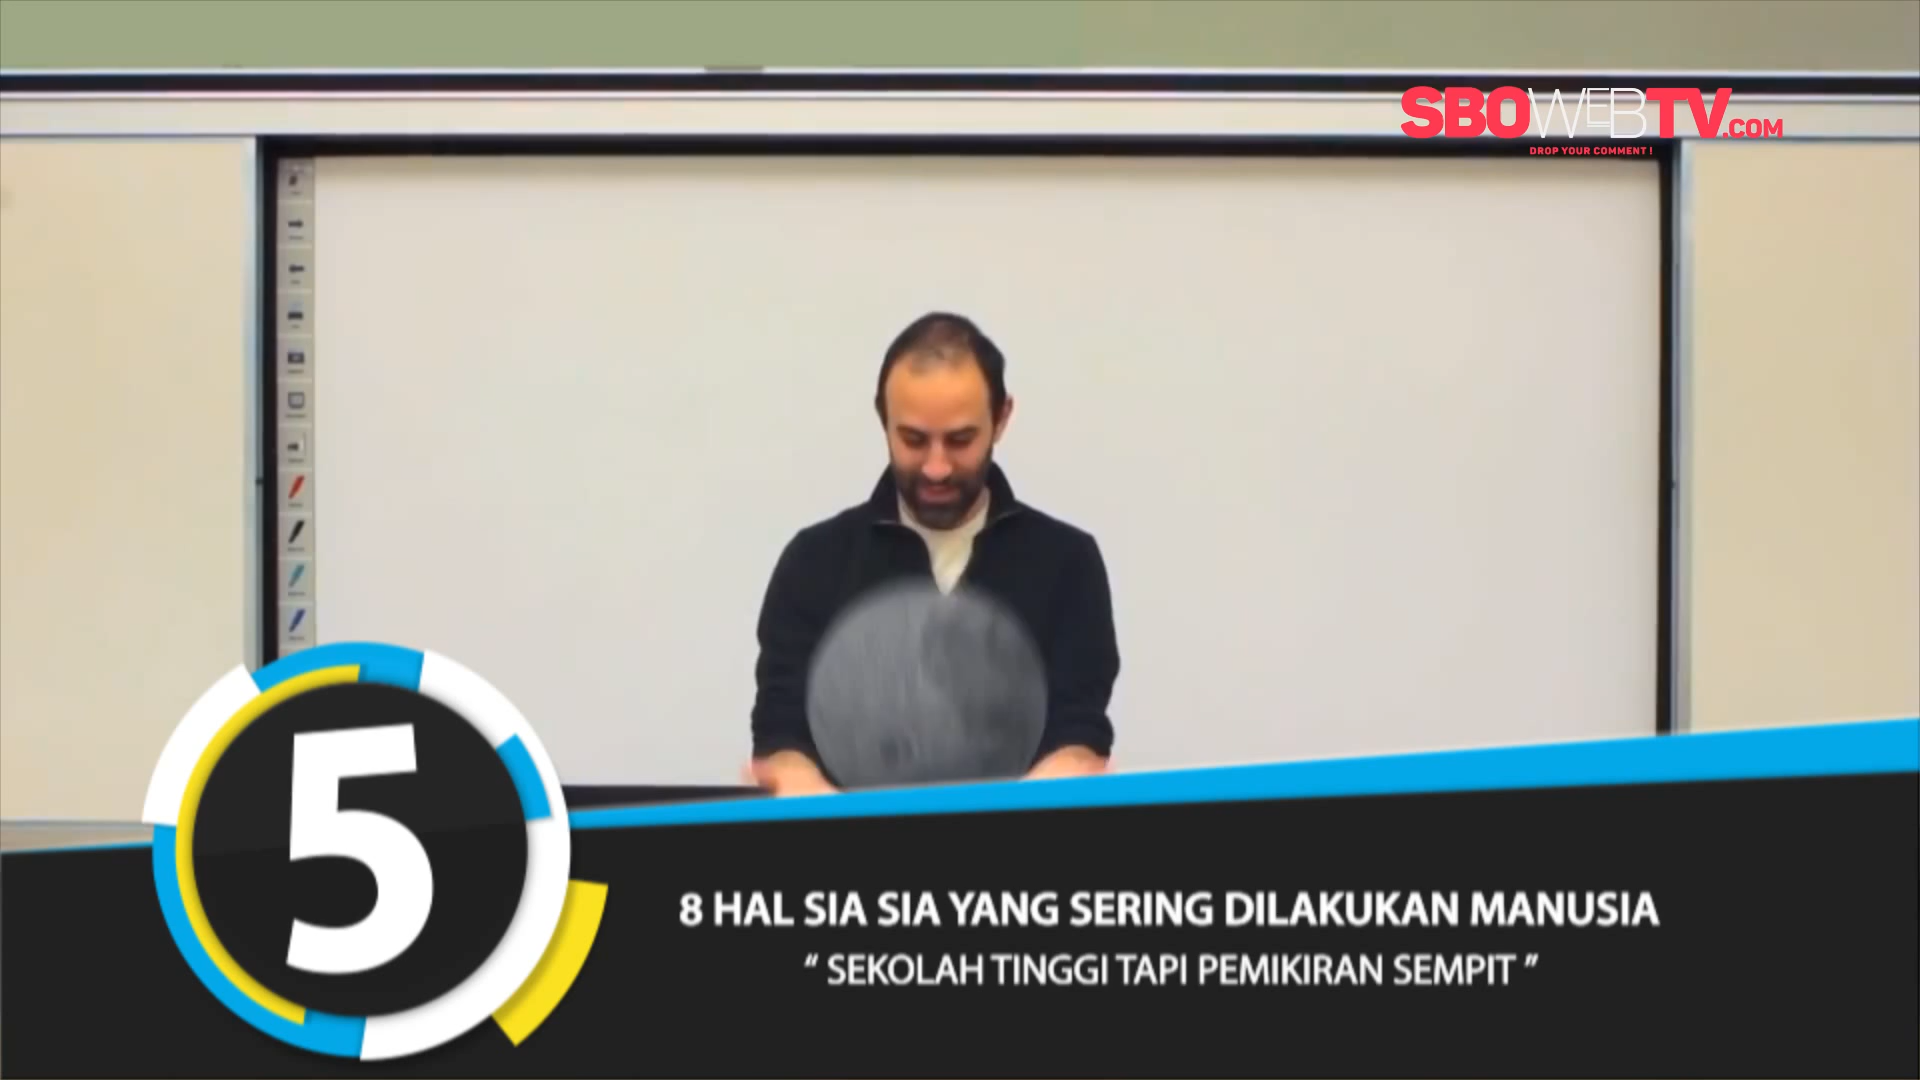 SBOWEBTV.COM
DROP YOUR COMMENT !
5
8 HAL SIA SIA YANG SERING DILAKUKAN MANUSIA
“ SEKOLAH TINGGI TAPI PEMIKIRAN SEMPIT ”